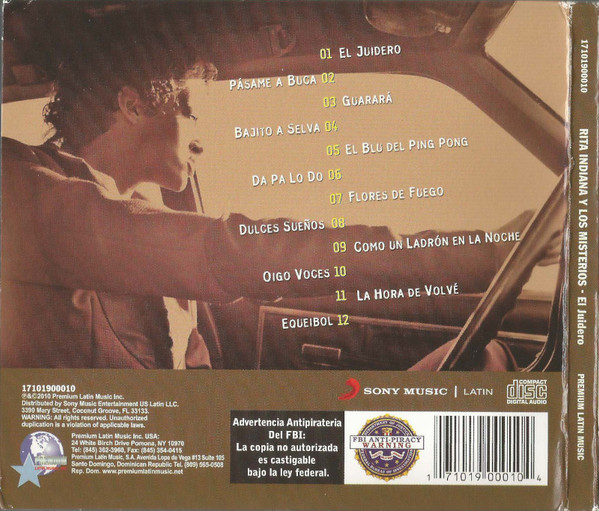 01 El Juidero
Pásame a Buca 02
03 Guarará
Bajito a Selva 04
05 El Blu del Ping Pong
Da Pa Lo Do 06
07 Flores de Fuego
Dulces Sueños 08
09 Como un Ladrón en la Noche
Oigo Voces 10
11 La Hora de Volvé
Equeibol 12
17101900010
℗&©2010 Premium Latin Music Inc.
Distributed by Sony Music Entertainment US Latin LLC.
3390 Mary Street, Coconut Groove, FL, 33133.
WARNING: All Rights Reserved. Unauthorized
duplication is a violation of applicable laws.
Premium Latin Music Inc. USA:
24 White Birch Drive Pomona, NY 10970
Tel: (845) 362-3960, Fax: (845) 354-0415
Premium Latin Music, S.A. Avenida Lope de Vega #13 Suite 105
Santo Domingo, Dominican Republic Tel. (809) 565-0508
Rep. Dom. www.premiumlatinmusic.net
SONY MUSIC | LATIN
COMPACT
disc
DIGITAL AUDIO
Advertencia Antipirateria
Del FBI:
La copia no autorizada
es castigable
bajo la ley federal.
FBI ANTI-PIRACY
WARNING
1 71019 00010 4
17101900010
RITA INDIANA Y LOS MISTERIOS - El Juidero
PREMIUM LATIN MUSIC